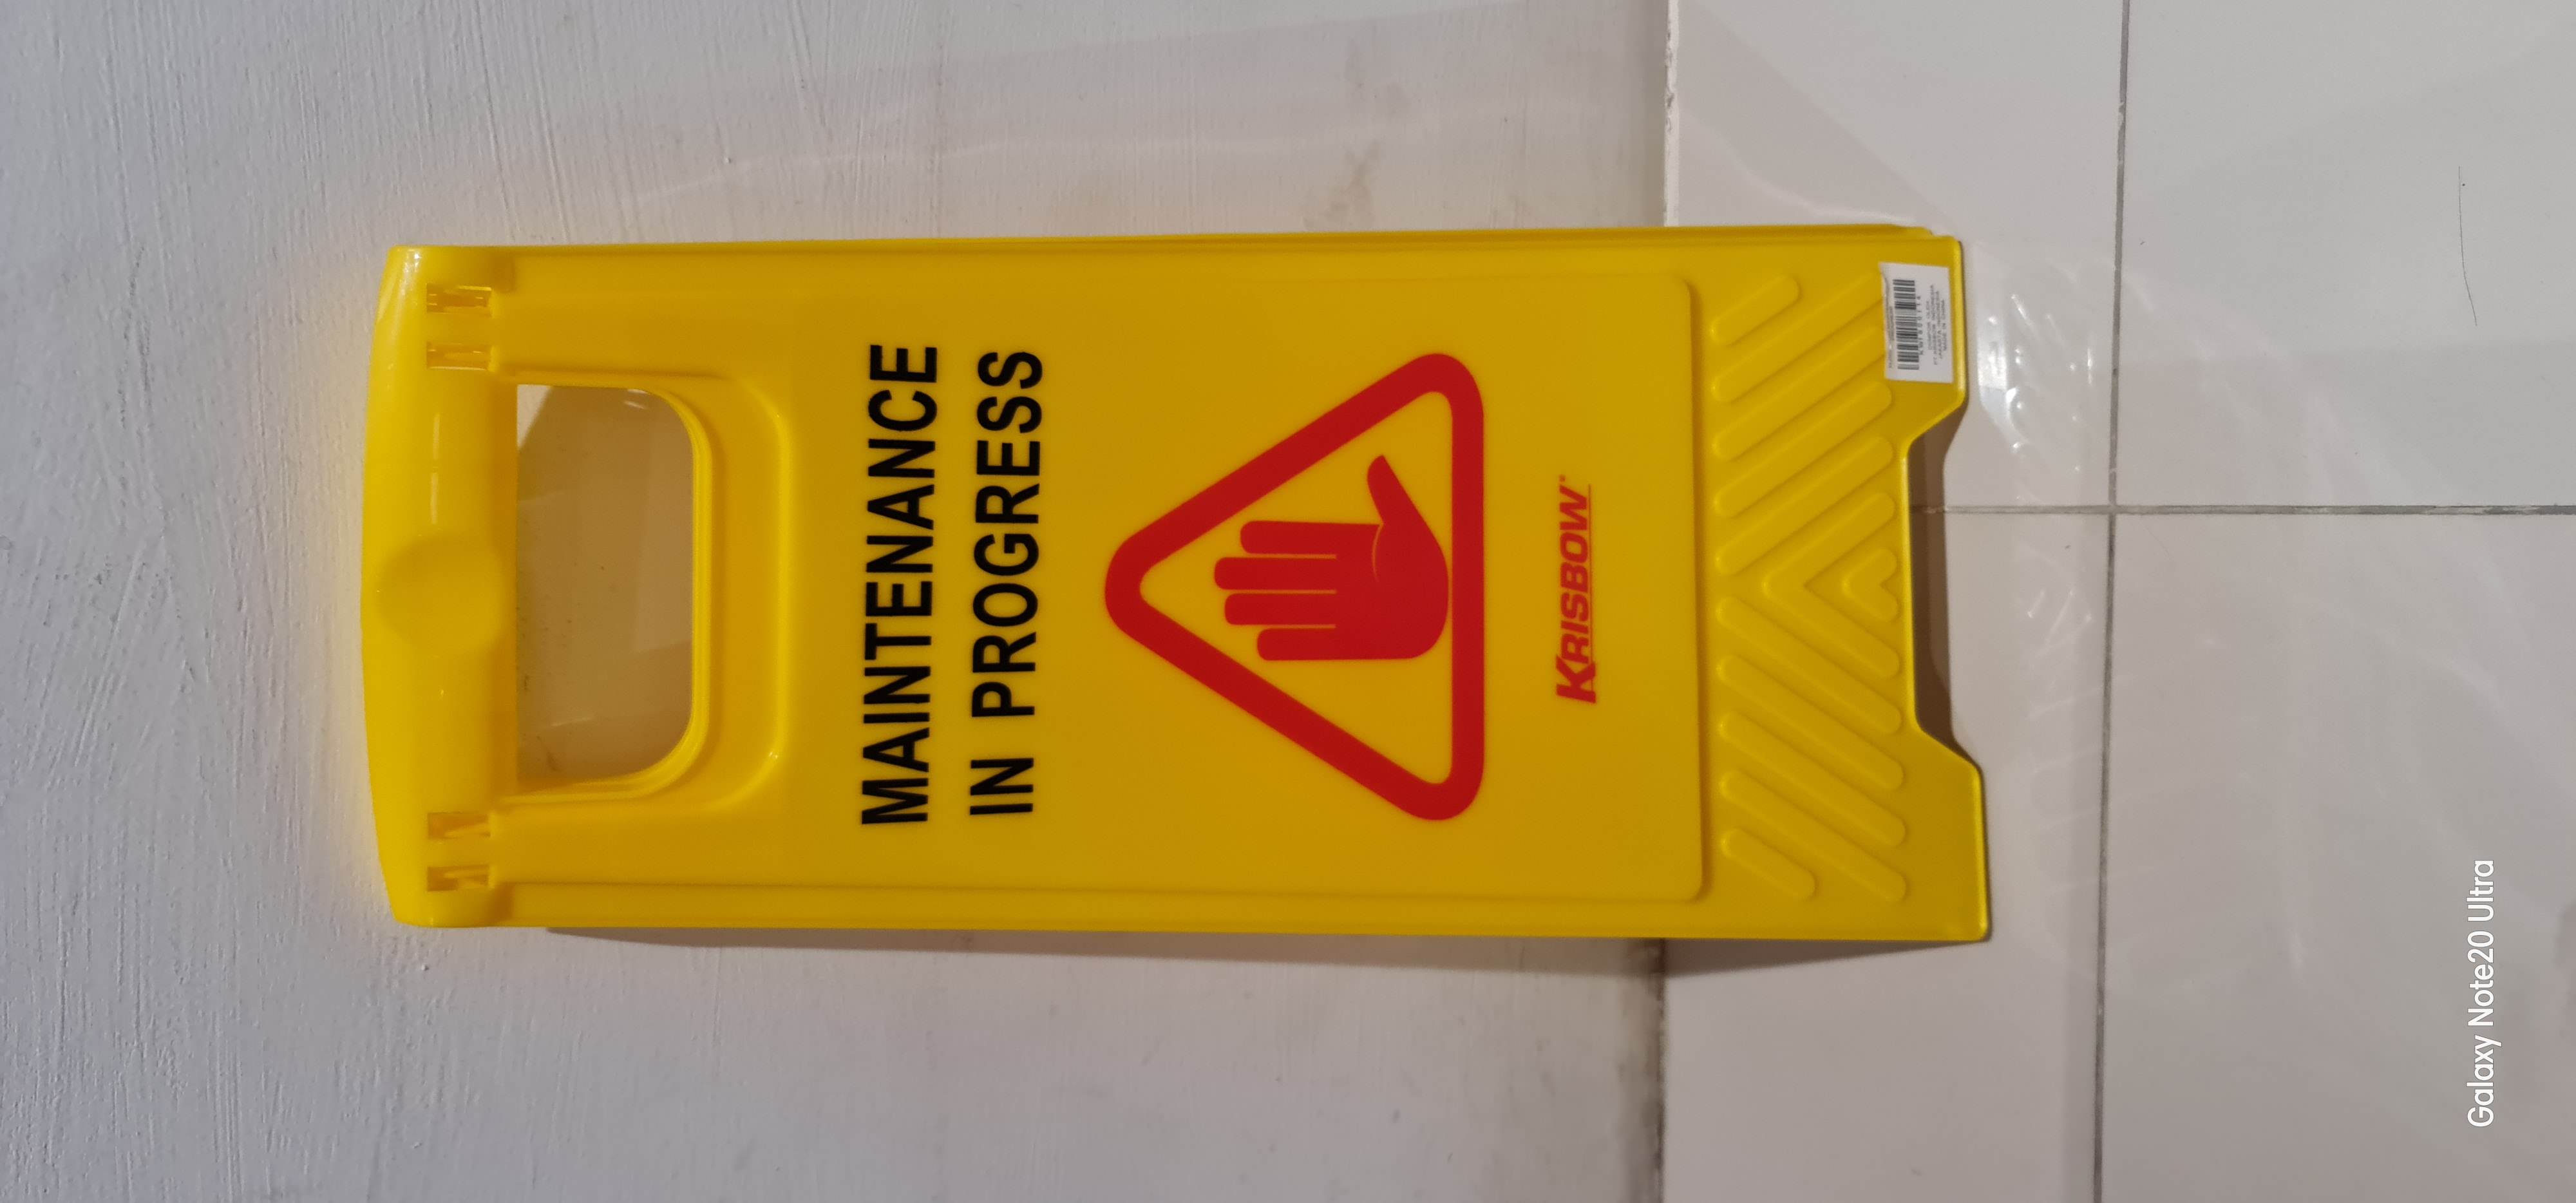 MAINTENANCE
IN PROGRESS
KRISBOW
Galaxy Note20 Ultra